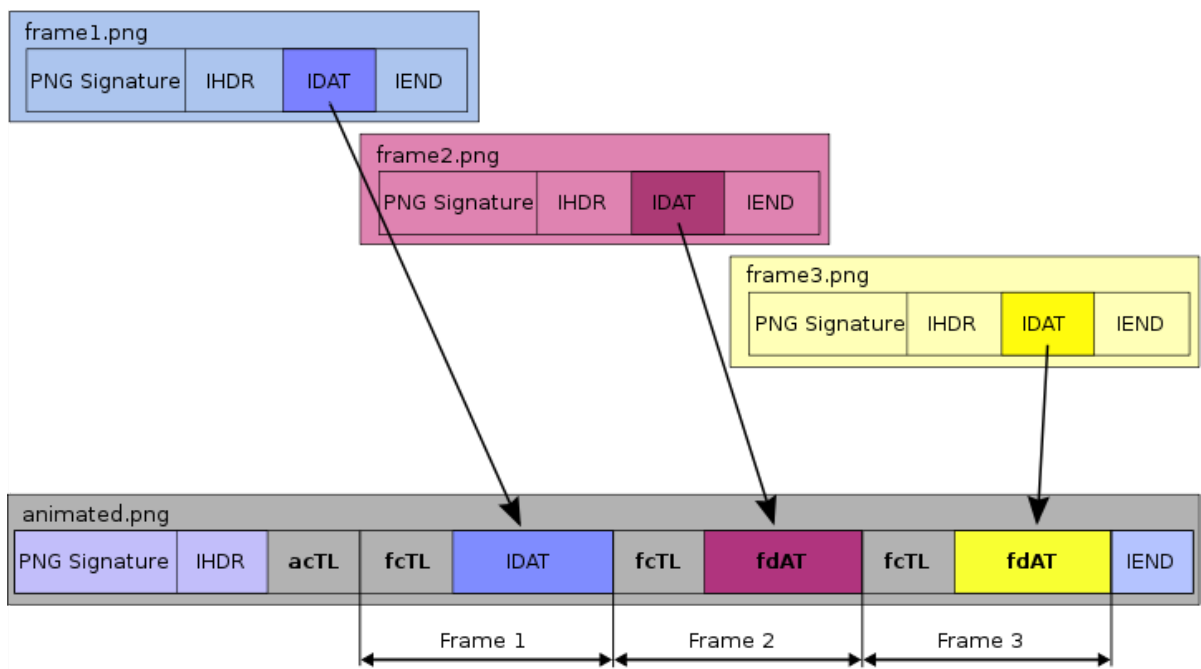 frame1.png
PNG Signature IHDR IDAT IEND
frame2.png
PNG Signature IHDR IDAT IEND
frame3.png
PNG Signature IHDR IDAT IEND
animated.png
PNG Signature IHDR acTL fcTL IDAT fcTL fdAT fcTL fdAT IEND
Frame 1 Frame 2 Frame 3